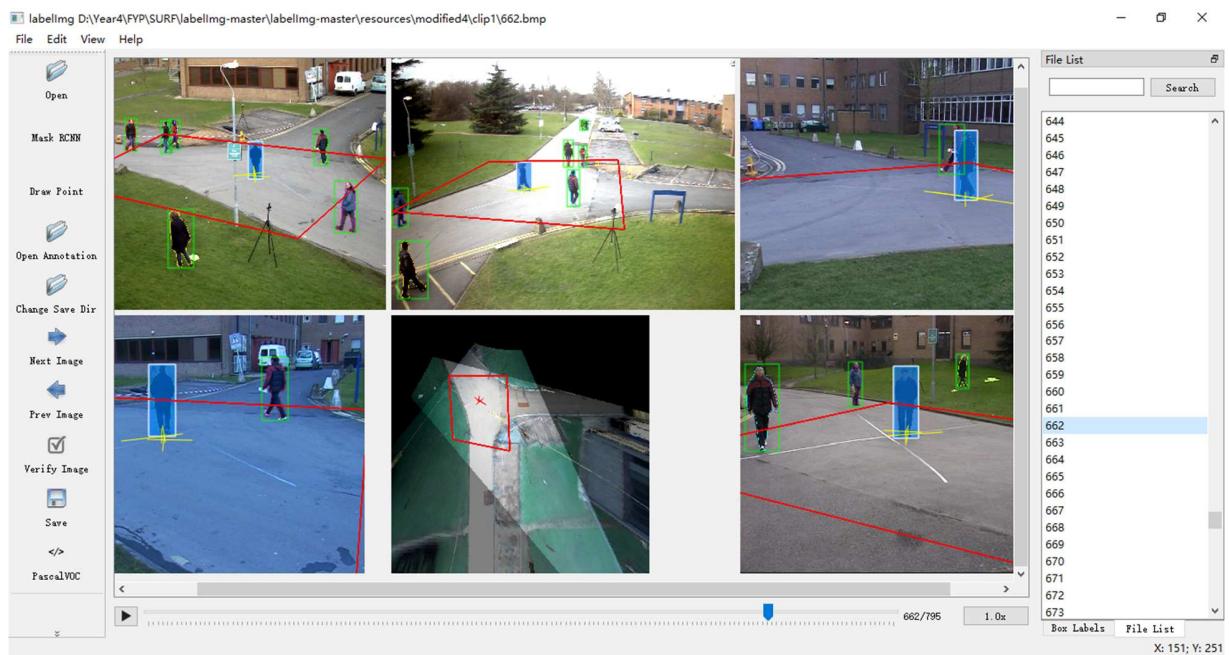 labelImg D:\Year4\FYP\SURF\labelImg-master\labelImg-master\resources\modified4\clip1\662.bmp
File Edit View Help
Open
Mask RCNN
Draw Point
Open Annotation
Change Save Dir
Next Image
Prev Image
Verify Image
Save
</>
PascalVOC
662/795
1.0x
File List
Search
644
645
646
647
648
649
650
651
652
653
654
655
656
657
658
659
660
661
662
663
664
665
666
667
668
669
670
671
672
673
Box Labels File List
X: 151; Y: 251